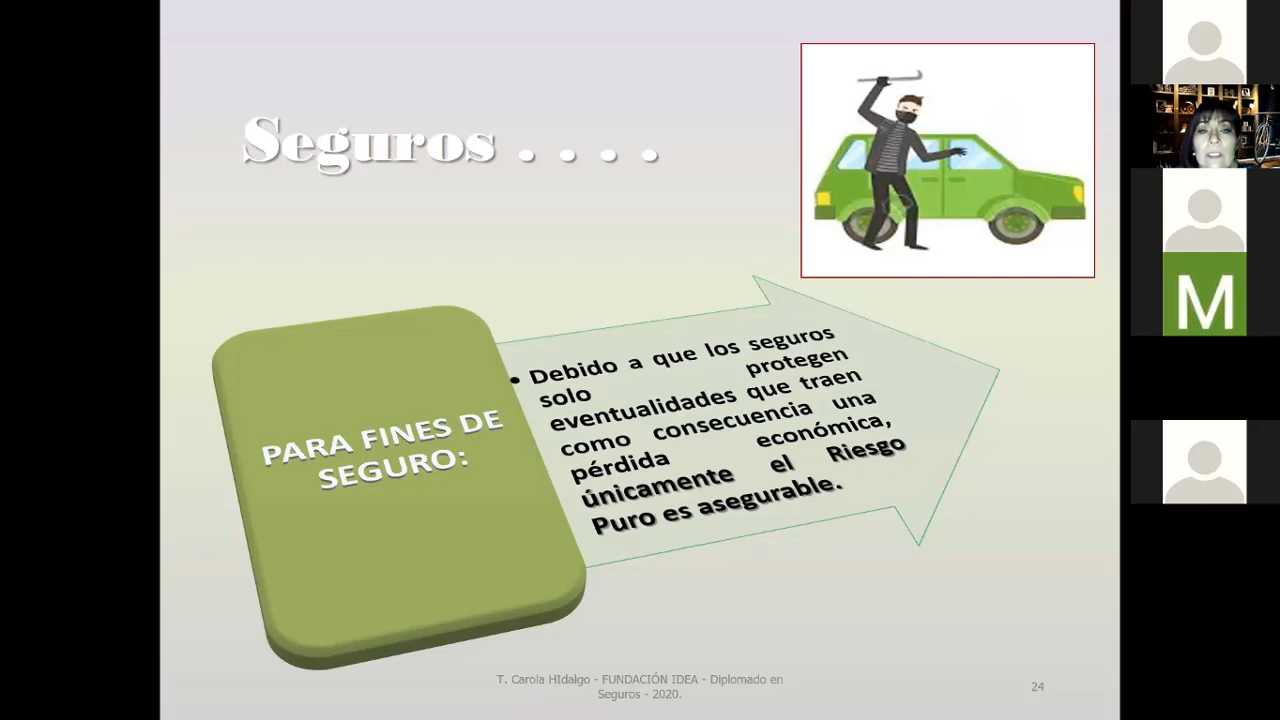 Seguros . . . .
PARA FINES DE
SEGURO:
• Debido a que los seguros
solo protegen
eventualidades que traen
como consecuencia una
pérdida económica,
únicamente el Riesgo
Puro es asegurable.
T. Carola HIdalgo - FUNDACIÓN IDEA - Diplomado en
Seguros - 2020.
24
M